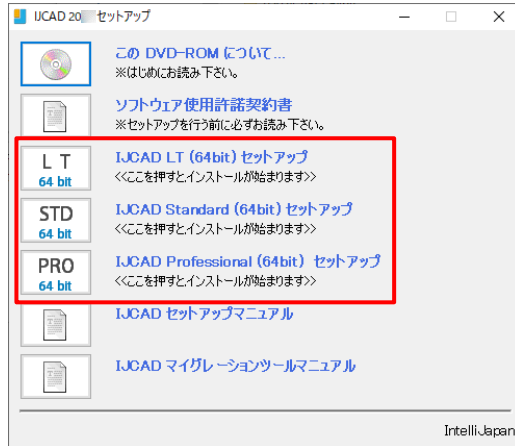 IJCAD 20 セットアップ
この DVD-ROM について...
※はじめにお読み下さい。
ソフトウェア使用許諾契約書
※セットアップを行う前に必ずお読み下さい。
LT
64 bit
IJCAD LT (64bit) セットアップ
<<ここを押すとインストールが始まります>>
STD
64 bit
IJCAD Standard (64bit) セットアップ
<<ここを押すとインストールが始まります>>
PRO
64 bit
IJCAD Professional (64bit) セットアップ
<<ここを押すとインストールが始まります>>
IJCAD セットアップマニュアル
IJCAD マイグレーションツールマニュアル
IntelliJapan